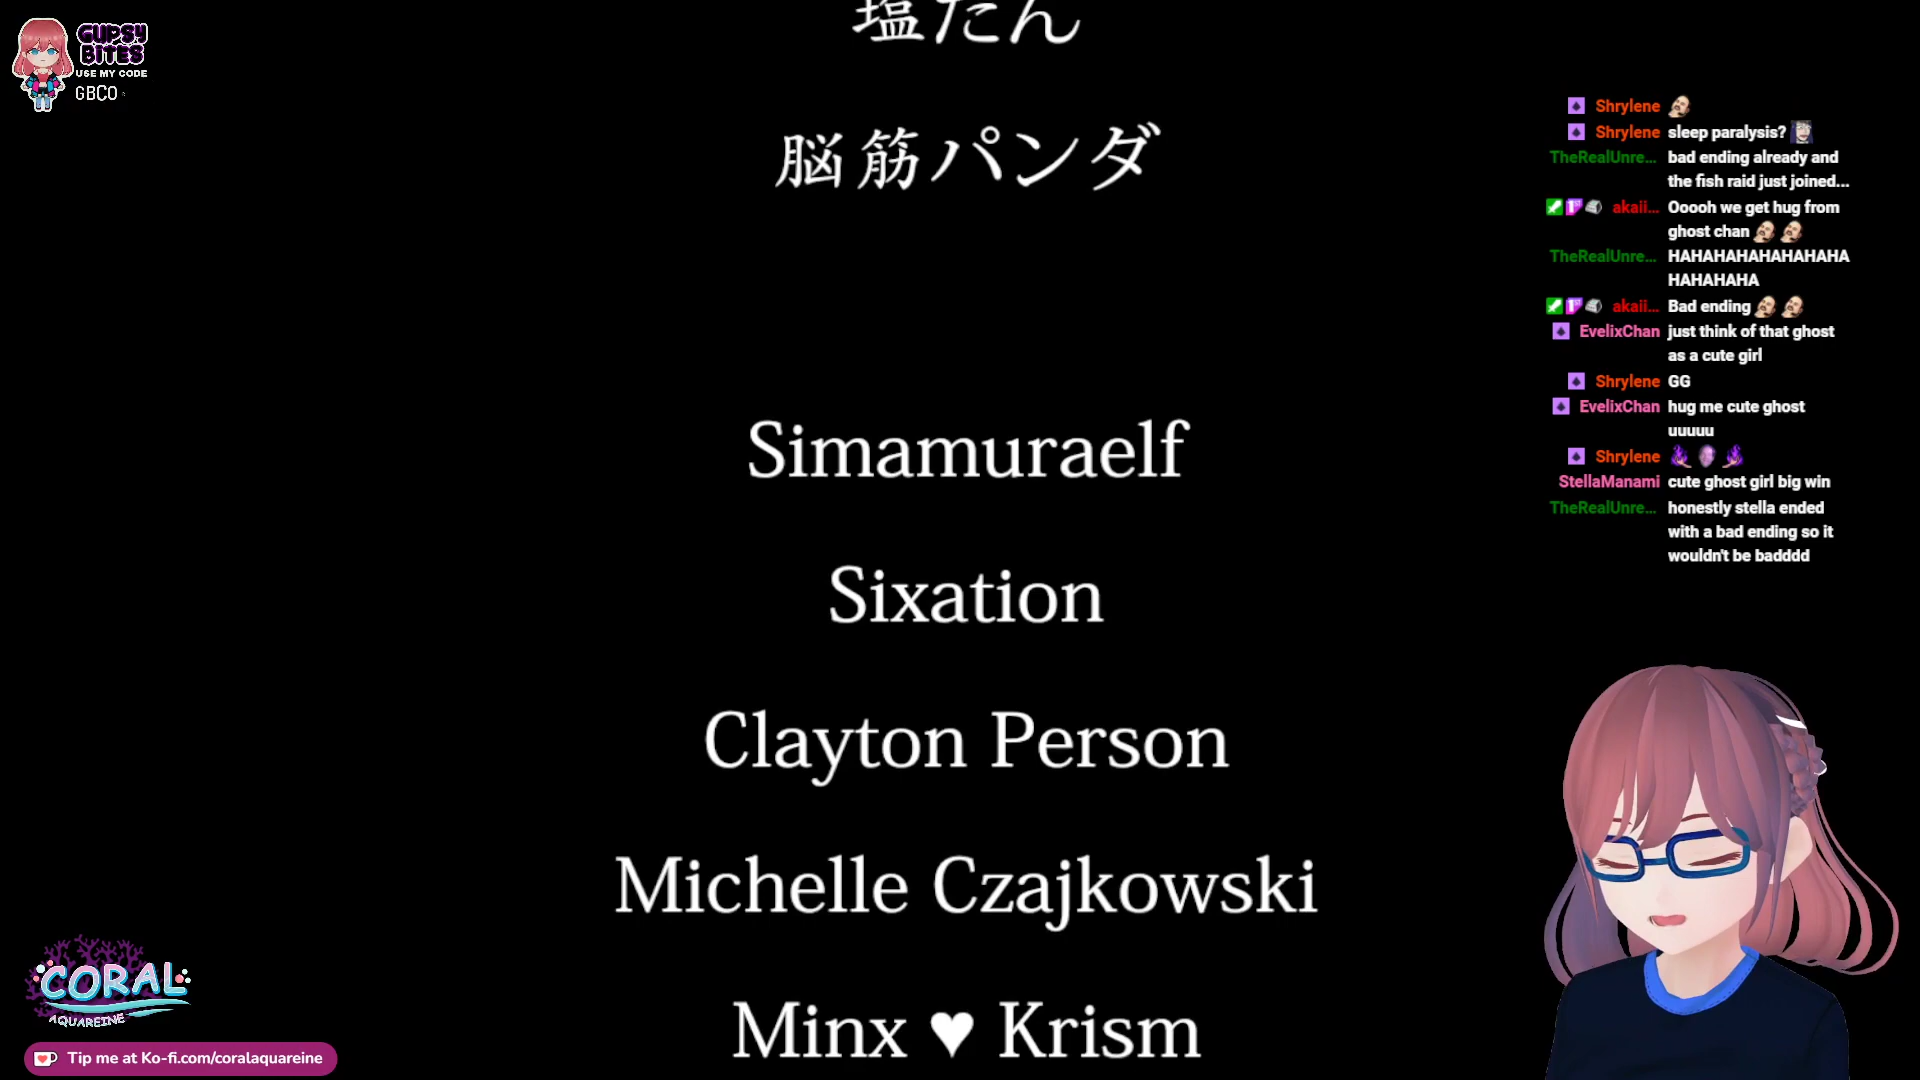 GUPSY
BITES
USE MY CODE
GBCO
塩たん
脳筋パンダ
Simamuraelf
Sixation
Clayton Person
Michelle Czajkowski
Minx ♥ Krism
Shrylene
Shrylene sleep paralysis?
TheRealUnre... bad ending already and
the fish raid just joined...
akaii... Ooooh we get hug from
ghost chan
TheRealUnre... HAHAHAHAHAHAHAHA
HAHAHAHA
akaii... Bad ending
EvelixChan just think of that ghost
as a cute girl
Shrylene GG
EvelixChan hug me cute ghost
uuuuu
Shrylene
StellaManami cute ghost girl big win
TheRealUnre... honestly stella ended
with a bad ending so it
wouldn't be badddd
CORAL
AQUAREINE
Tip me at Ko-fi.com/coralaquareine